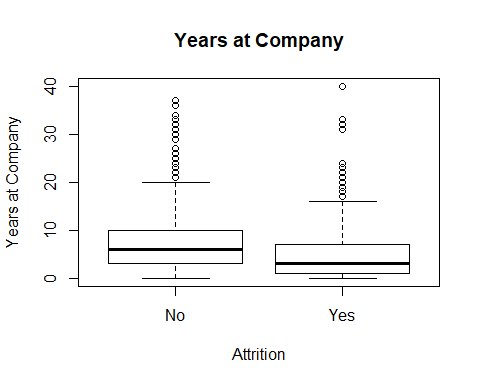 Years at Company
Years at Company
40
30
20
10
0
No
Yes
Attrition